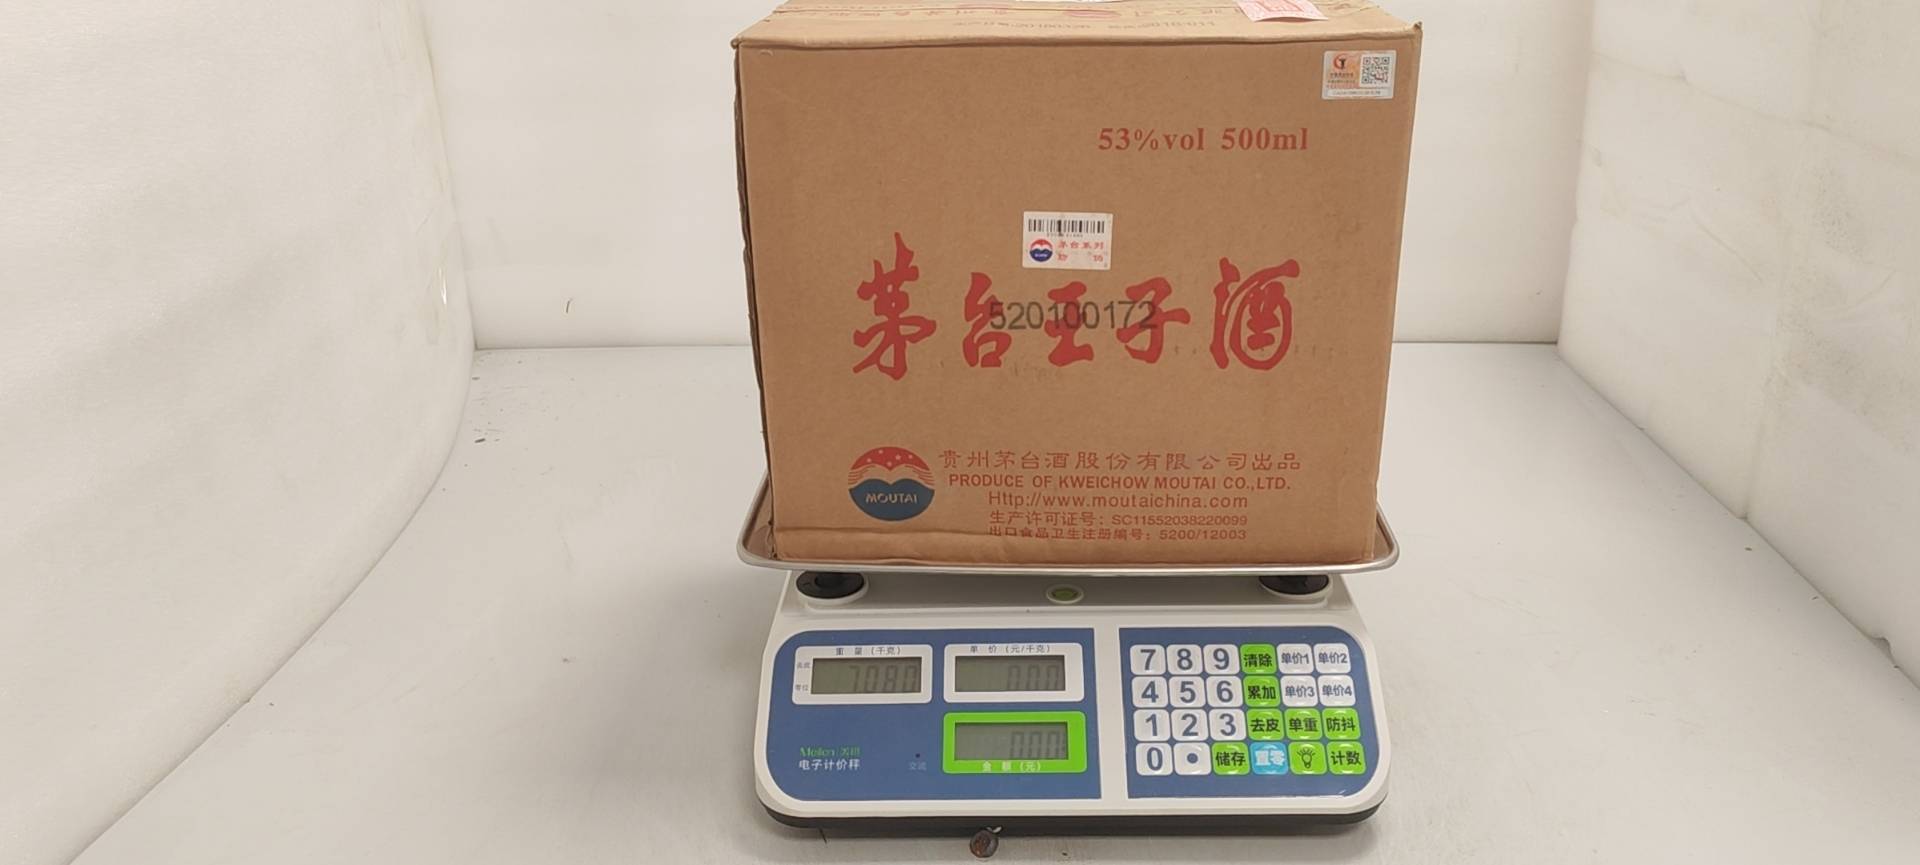 53%vol 500ml
茅台系列
茅台王子酒
520100172
MOUTAI
贵州茅台酒股份有限公司出品
PRODUCE OF KWEICHOW MOUTAI CO.,LTD.
Http://www.moutaichina.com
生产许可证号：SC11552038220099
出口食品卫生注册编号：5200/12003
重 量（千克）
单 价（元/千克）
去皮
零位
7.080
0.00
0.00
金 额（元）
Meilen
电子计价秤
交流
7 8 9 清除 单价1 单价2
4 5 6 累加 单价3 单价4
1 2 3 去皮 单重 防抖
0 • 储存 置零 计数